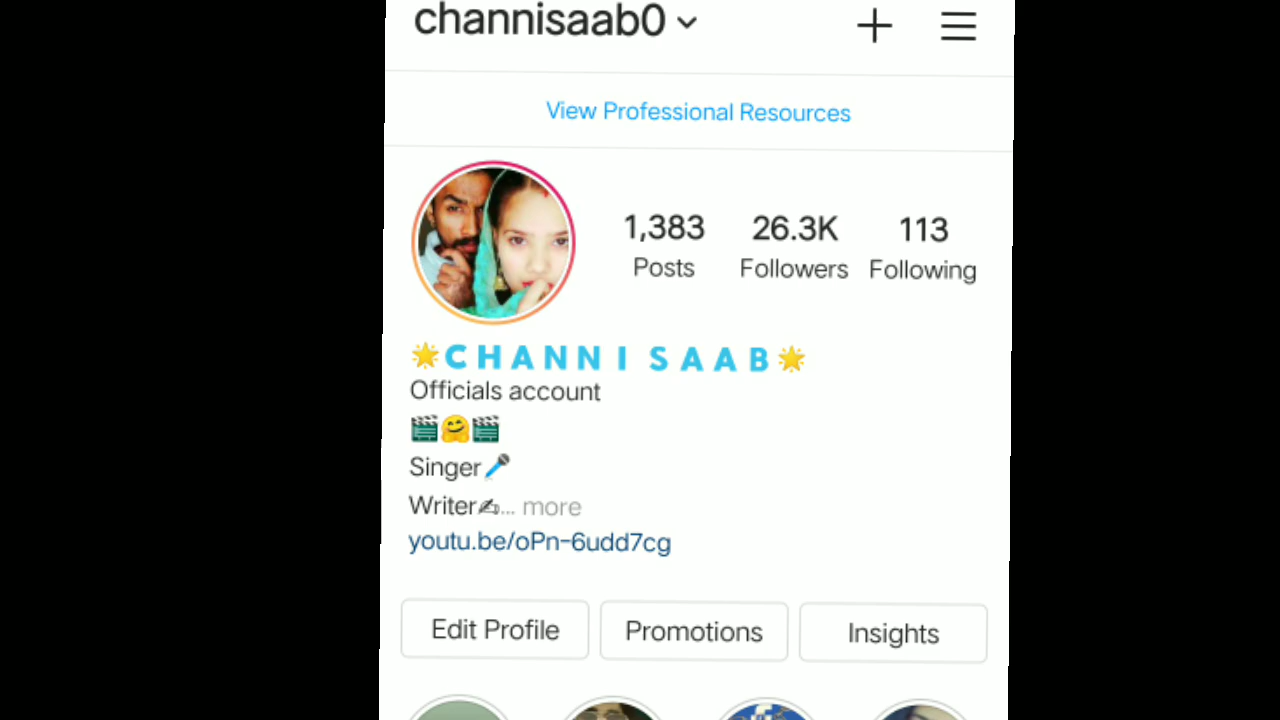 channisaab0
View Professional Resources
1,383 26.3K 113
Posts Followers Following
🌟CHANNI SAAB🌟
Officials account
🎬🤗🎬
Singer🎤
Writer✍... more
youtu.be/oPn-6udd7cg
Edit Profile Promotions Insights